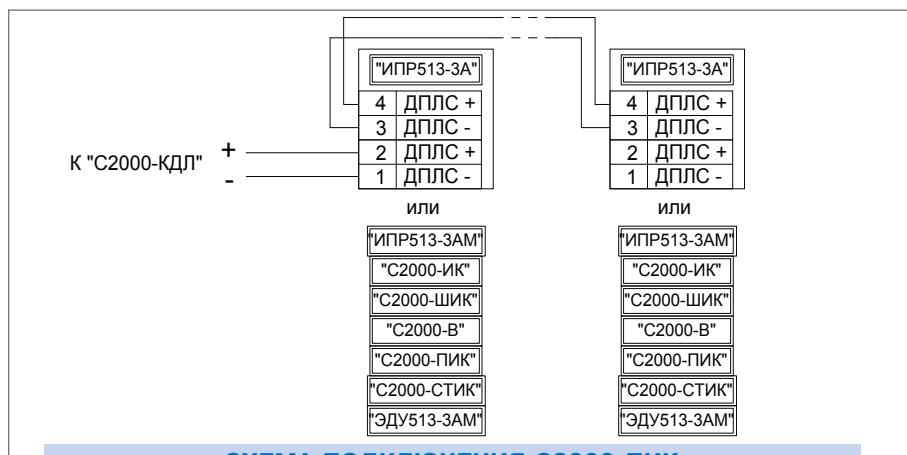 "ИПР513-3А" "ИПР513-3А"
4 ДПЛС + 4 ДПЛС +
3 ДПЛС - 3 ДПЛС -
К "С2000-КДЛ" + 2 ДПЛС + 2 ДПЛС +
- 1 ДПЛС - 1 ДПЛС -
или или
"ИПР513-3АМ" "ИПР513-3АМ"
"С2000-ИК" "С2000-ИК"
"С2000-ШИК" "С2000-ШИК"
"С2000-В" "С2000-В"
"С2000-ПИК" "С2000-ПИК"
"С2000-СТИК" "С2000-СТИК"
"ЭДУ513-3АМ" "ЭДУ513-3АМ"